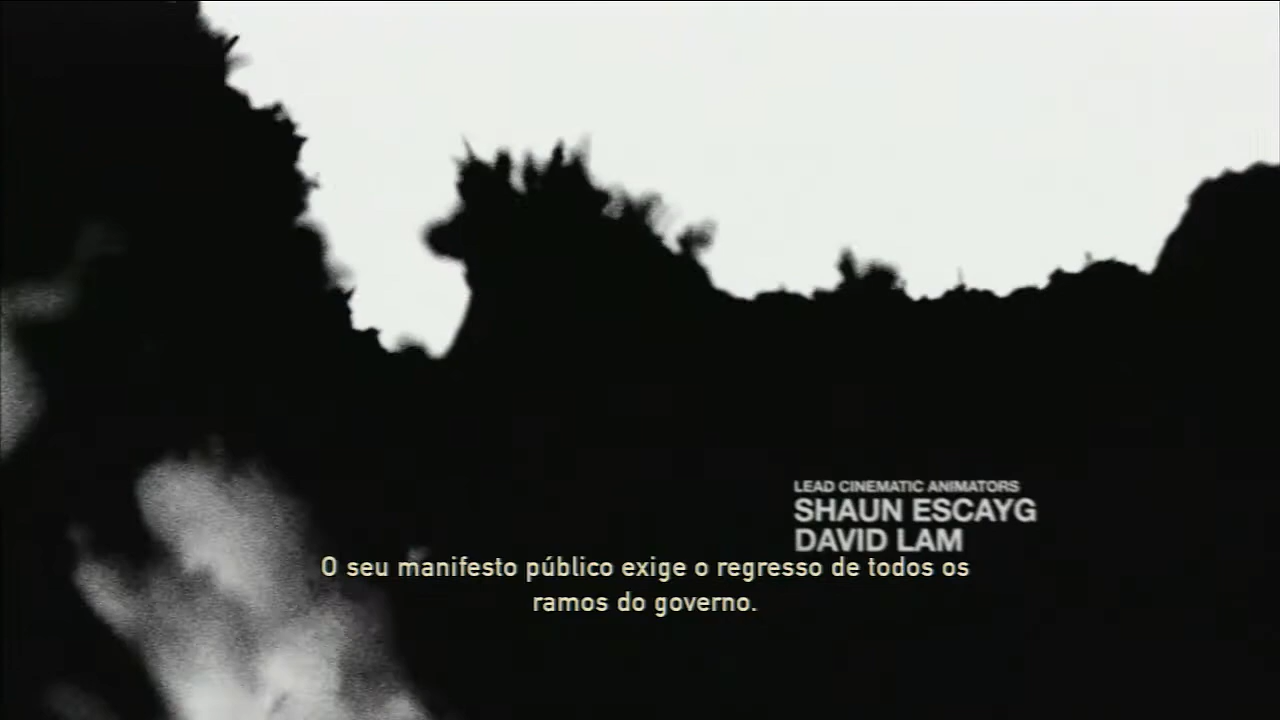 LEAD CINEMATIC ANIMATORS
SHAUN ESCAYG
DAVID LAM
O seu manifesto público exige o regresso de todos os
ramos do governo.